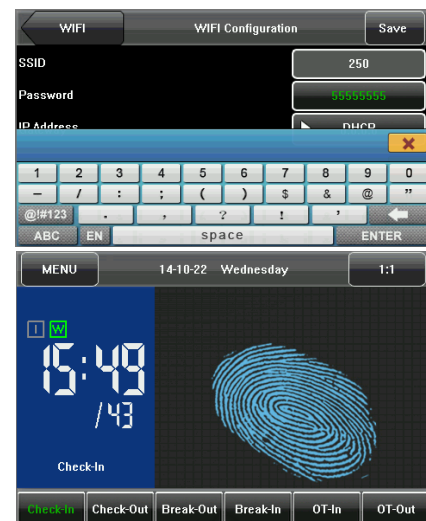 WIFI WIFI Configuration Save
SSID 250
Password 55555555
IP Address DHCP
1 2 3 4 5 6 7 8 9 0
– / : ; ( ) $ & @ "
@!#123 . , ? ! '
ABC EN space ENTER
MENU 14-10-22 Wednesday 1:1
I W
15:49
/43
Check-In
Check-In Check-Out Break-Out Break-In OT-In OT-Out